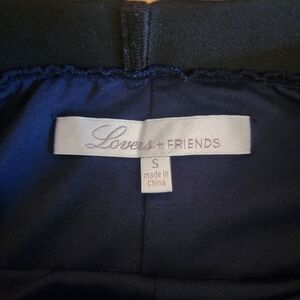 Lovers + FRIENDS
S
made in
China